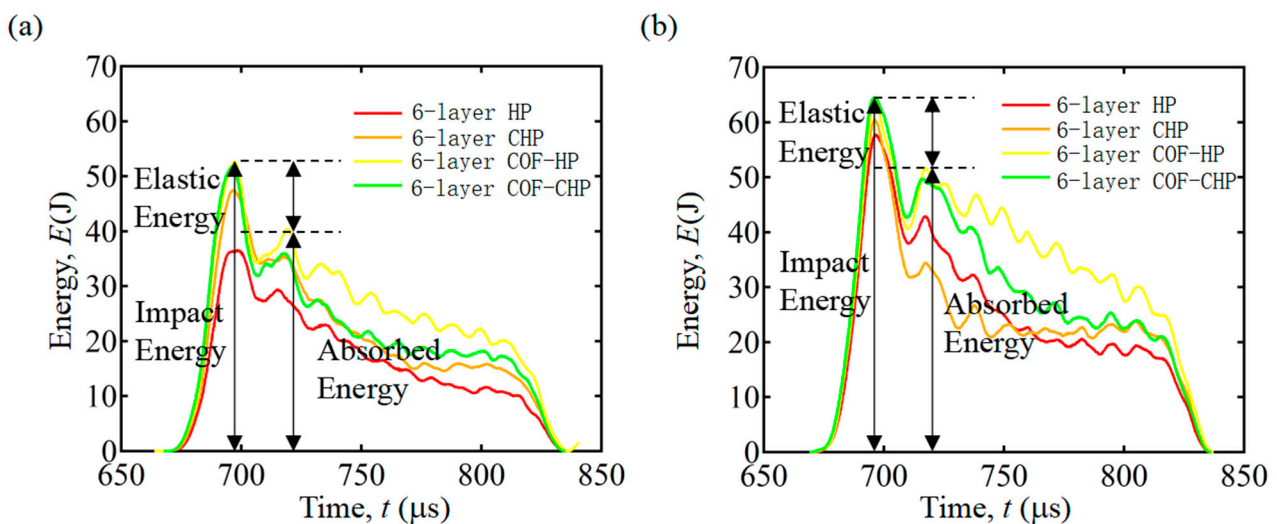 (a)
(b)
70
60
50
40
30
20
10
0
Energy, E(J)
6-layer HP
6-layer CHP
6-layer COF-HP
6-layer COF-CHP
Elastic
Energy
Impact
Energy
Absorbed
Energy
650
700
750
800
850
Time, t (μs)
70
60
50
40
30
20
10
0
Energy, E(J)
6-layer HP
6-layer CHP
6-layer COF-HP
6-layer COF-CHP
Elastic
Energy
Impact
Energy
Absorbed
Energy
650
700
750
800
850
Time, t (μs)